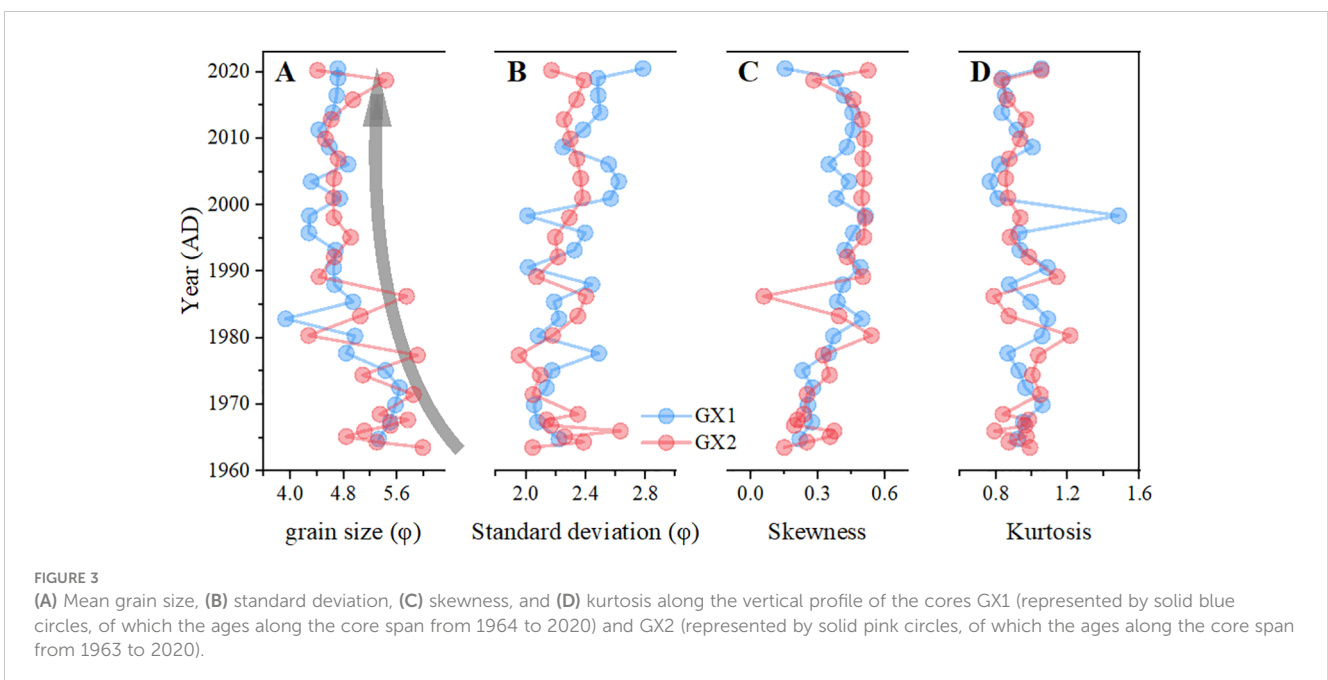 A B C D
2020
2010
2000
1990
1980
1970
1960
Year (AD)
GX1
GX2
4.0 4.8 5.6 2.0 2.4 2.8 0.0 0.3 0.6 0.8 1.2 1.6
grain size (φ) Standard deviation (φ) Skewness Kurtosis
FIGURE 3
(A) Mean grain size, (B) standard deviation, (C) skewness, and (D) kurtosis along the vertical profile of the cores GX1 (represented by solid blue
circles, of which the ages along the core span from 1964 to 2020) and GX2 (represented by solid pink circles, of which the ages along the core span
from 1963 to 2020).